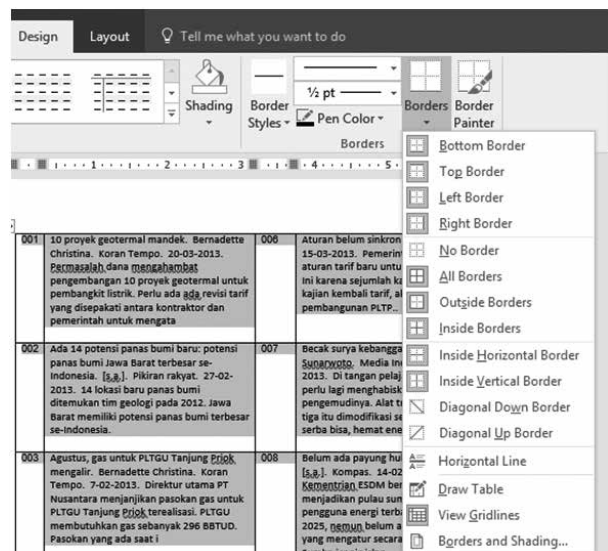 Design Layout Tell me what you want to do
½ pt
Shading Border Styles Pen Color Borders Border Painter
Borders
1 2 3 4 5
Bottom Border
Top Border
Left Border
Right Border
No Border
All Borders
Outside Borders
Inside Borders
Inside Horizontal Border
Inside Vertical Border
Diagonal Down Border
Diagonal Up Border
Horizontal Line
Draw Table
View Gridlines
Borders and Shading...
001 10 proyek geotermal mandek. Bernadette
Christina. Koran Tempo. 20-03-2013.
Permasalah dana mengahambat
pengembangan 10 proyek geotermal untuk
pembangkit listrik. Perlu ada ada revisi tarif
yang disepakati antara kontraktor dan
pemerintah untuk mengata
006 Aturan belum sinkron
15-03-2013. Pemerin
aturan tarif baru untu
Ini karena sejumlah ka
kajian kembali tarif, al
pembangunan PLTP..
002 Ada 14 potensi panas bumi baru: potensi
panas bumi Jawa Barat terbesar se-
Indonesia. [s.a.]. Pikiran rakyat. 27-02-
2013. 14 lokasi baru panas bumi
ditemukan tim geologi pada 2012. Jawa
Barat memiliki potensi panas bumi terbesar
se-Indonesia.
007 Becak surya kebangga
Sunarwoto. Media In
2013. Di tangan pelaj
perlu lagi menghabisk
pengemudinya. Alat t
tiga itu dimodifikasi se
serba bisa, hemat ene
003 Agustus, gas untuk PLTGU Tanjung Priok
mengalir. Bernadette Christina. Koran
Tempo. 7-02-2013. Direktur utama PT
Nusantara menjanjikan pasokan gas untuk
PLTGU Tanjung Priok terealisasi. PLTGU
membutuhkan gas sebanyak 296 BBTUD.
Pasokan yang ada saat i
008 Belum ada payung hu
[s.a.]. Kompas. 14-02
Kementrian ESDM ber
menjadikan pulau sun
pengguna energi terba
2025, nemun belum a
yang mengatur secara